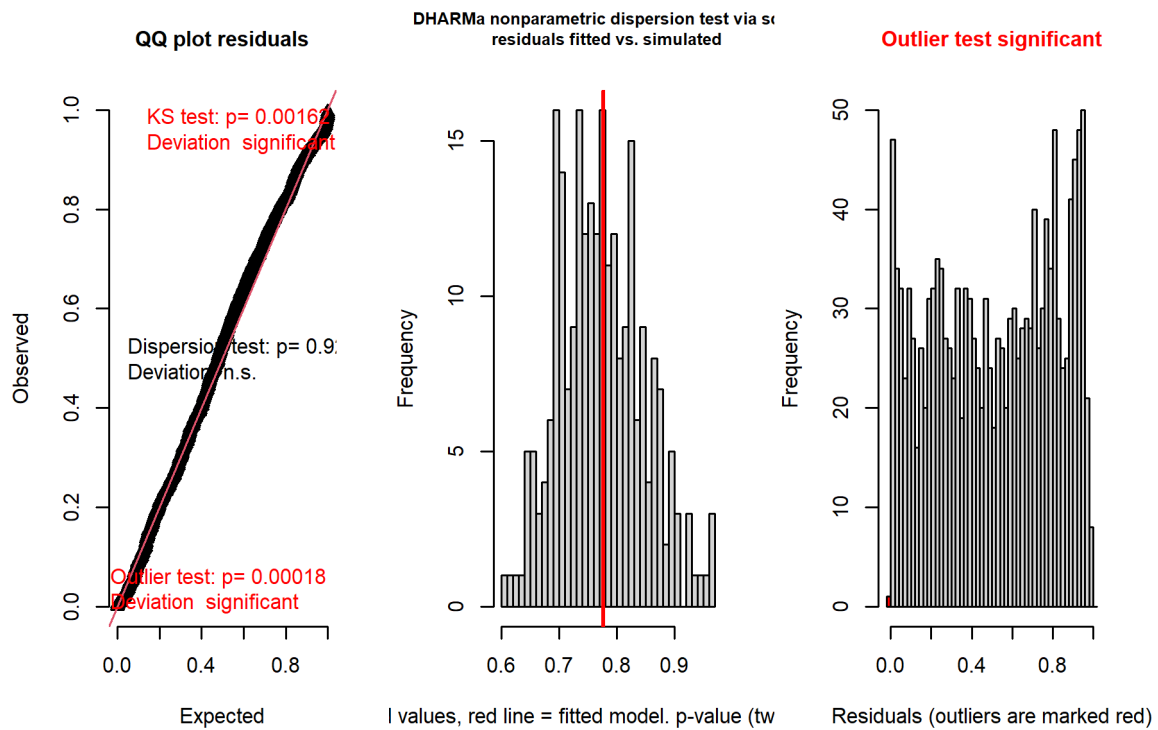 QQ plot residuals
KS test: p= 0.00162
Deviation significant
Dispersion test: p= 0.92
Deviation n.s.
Outlier test: p= 0.00018
Deviation significant
Observed
0.0 0.2 0.4 0.6 0.8 1.0
0.0 0.4 0.8
Expected
DHARMa nonparametric dispersion test via
residuals fitted vs. simulated
Frequency
0 5 10 15
0.6 0.7 0.8 0.9
values, red line = fitted model. p-value (tw
Outlier test significant
Frequency
0 10 20 30 40 50
0.0 0.4 0.8
Residuals (outliers are marked red)